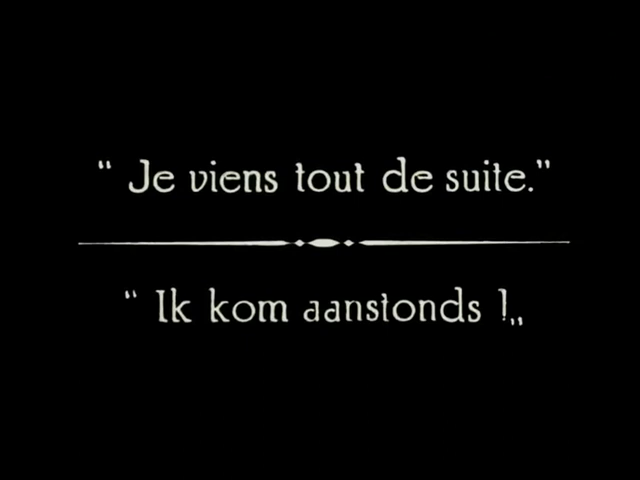 “ Je viens tout de suite.”
“ Ik kom aanstonds !„